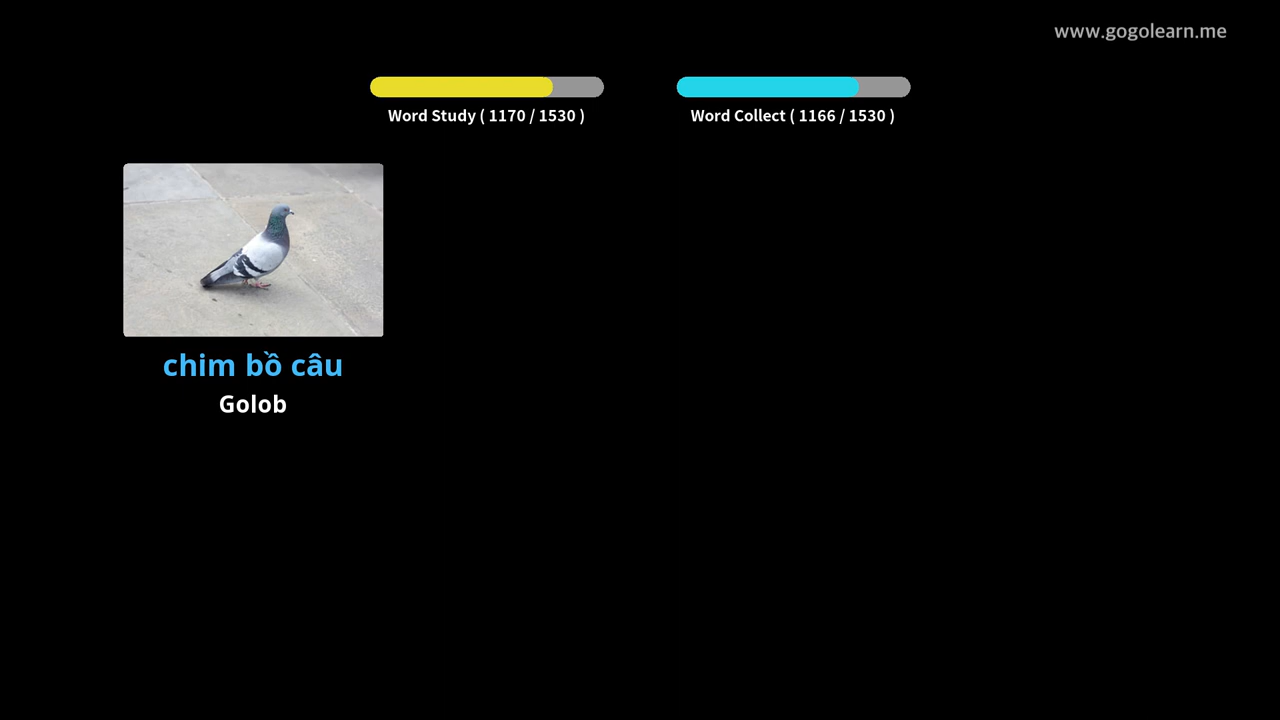 www.gogolearn.me
Word Study ( 1170 / 1530 )
Word Collect ( 1166 / 1530 )
chim bồ câu
Golob